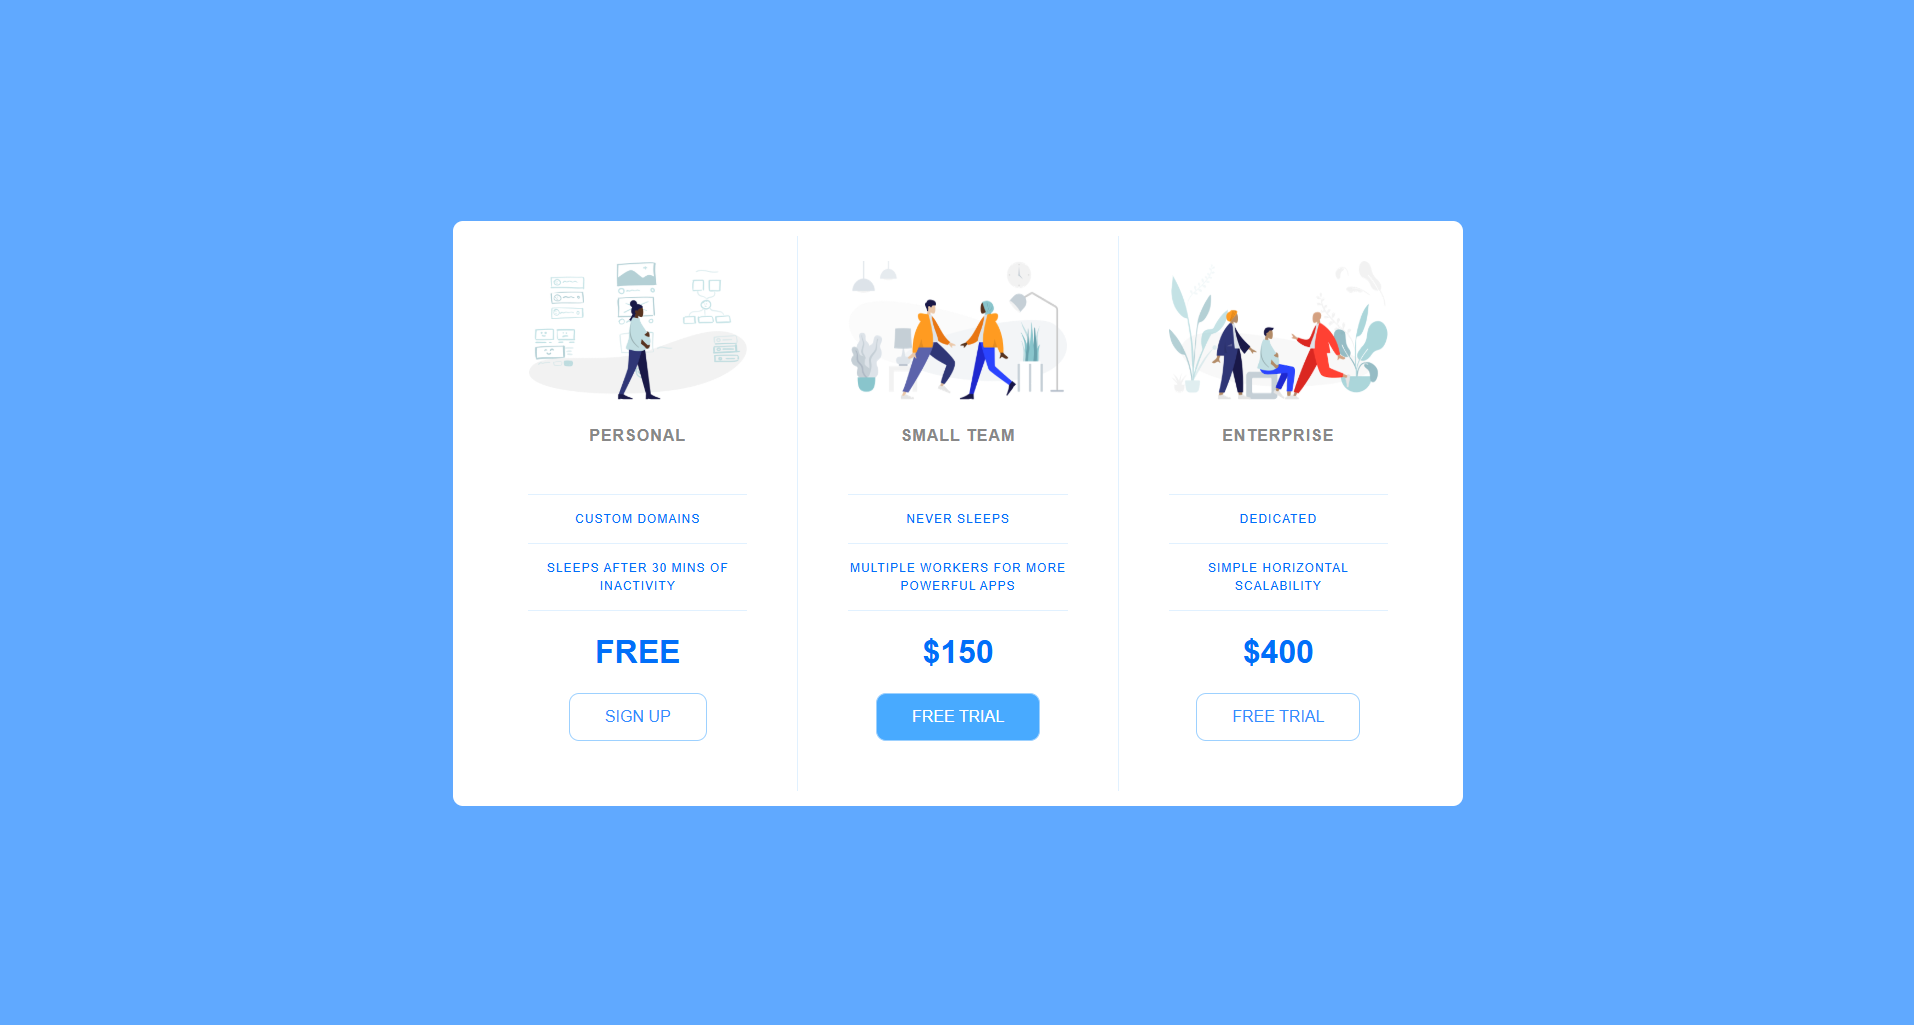 PERSONAL
CUSTOM DOMAINS
SLEEPS AFTER 30 MINS OF
INACTIVITY
FREE
SIGN UP
SMALL TEAM
NEVER SLEEPS
MULTIPLE WORKERS FOR MORE
POWERFUL APPS
$150
FREE TRIAL
ENTERPRISE
DEDICATED
SIMPLE HORIZONTAL
SCALABILITY
$400
FREE TRIAL